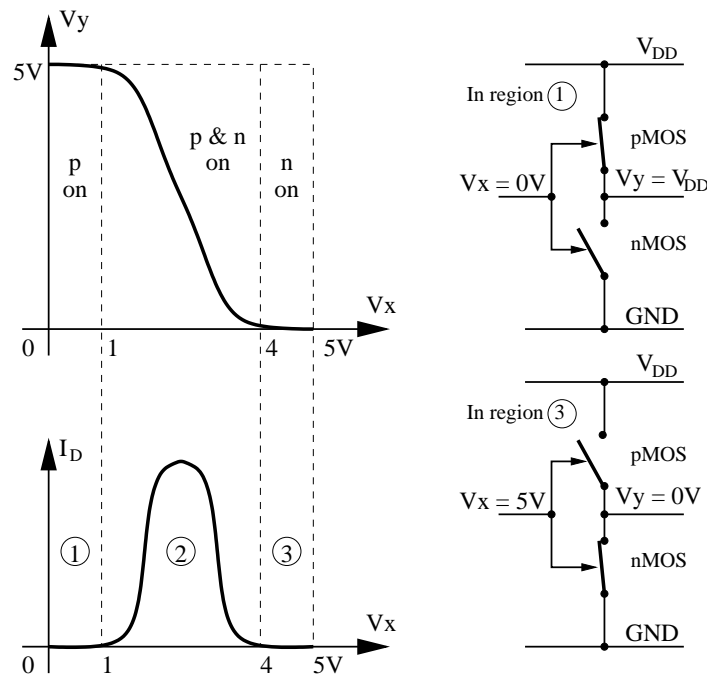 Vy
5V
p
on
p & n
on
n
on
Vx
0
1
4
5V
I_D
1
2
3
Vx
0
1
4
5V
V_DD
In region 1
pMOS
Vx = 0V
Vy = V_DD
nMOS
GND
V_DD
In region 3
pMOS
Vx = 5V
Vy = 0V
nMOS
GND